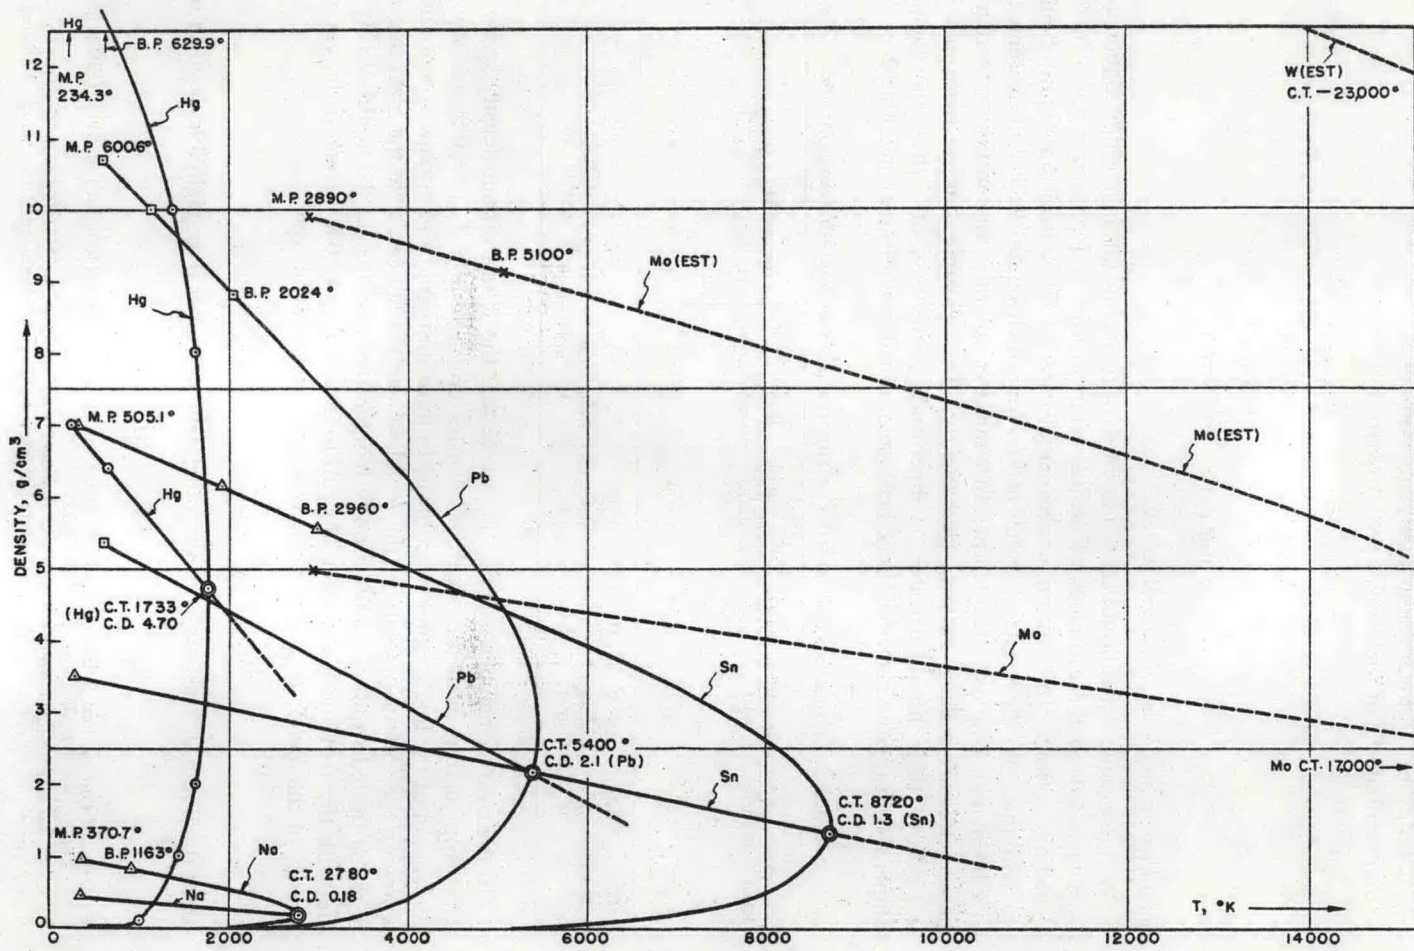 Hg
B.P. 629.9°
M.P.
234.3°
Hg
W(EST)
C.T. — 23,000°
M.P. 600.6°
M.P. 2890°
B.P. 5100°
Mo(EST)
B.P. 2024°
Hg
M.P. 505.1°
Mo(EST)
Hg
Pb
B.P. 2960°
(Hg) C.T. 1733°
C.D. 4.70
Mo
Pb
Sn
C.T. 5400°
C.D. 2.1 (Pb)
Mo C.T. 17,000°
Sn
C.T. 8720°
C.D. 1.3 (Sn)
M.P. 370.7°
B.P. 1163°
Na
C.T. 2780°
C.D. 0.18
Na
T, °K
DENSITY, g/cm³
12
11
10
9
8
7
6
5
4
3
2
1
0
0 2000 4000 6000 8000 10000 12000 14000